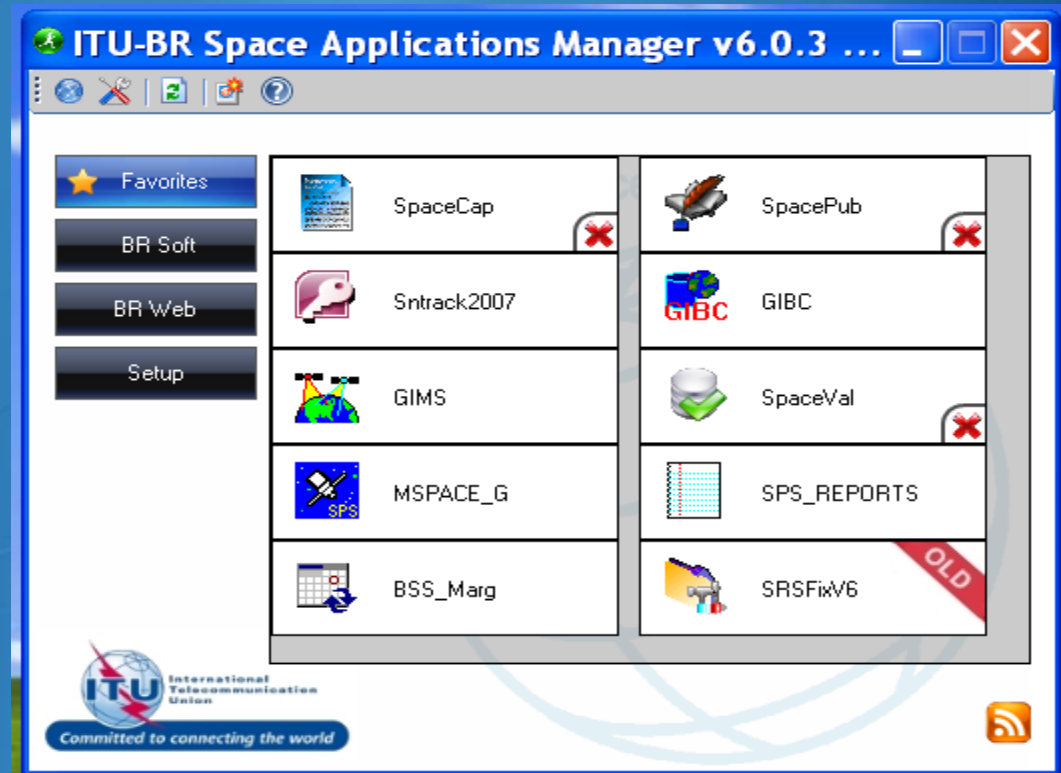 ITU-BR Space Applications Manager v6.0.3 ...
Favorites
BR Soft
BR Web
Setup
SpaceCap
SpacePub
Sntrack2007
GIBC
GIBC
GIMS
SpaceVal
SPS
MSPACE_G
SPS_REPORTS
BSS_Marg
SRSFixV6
OLD
ITU
International
Telecommunication
Union
Committed to connecting the world